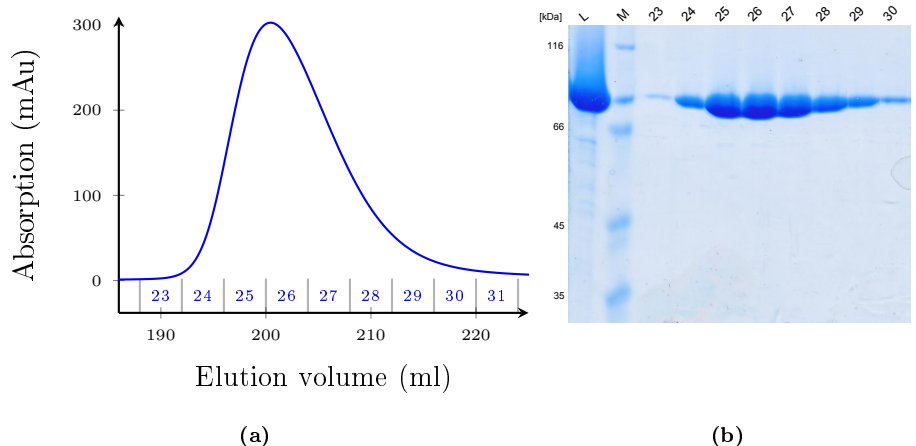 300
200
100
0
Absorption (mAu)
23 24 25 26 27 28 29 30 31
190 200 210 220
Elution volume (ml)
(a)
[kDa] L M 23 24 25 26 27 28 29 30
116
66
45
35
(b)